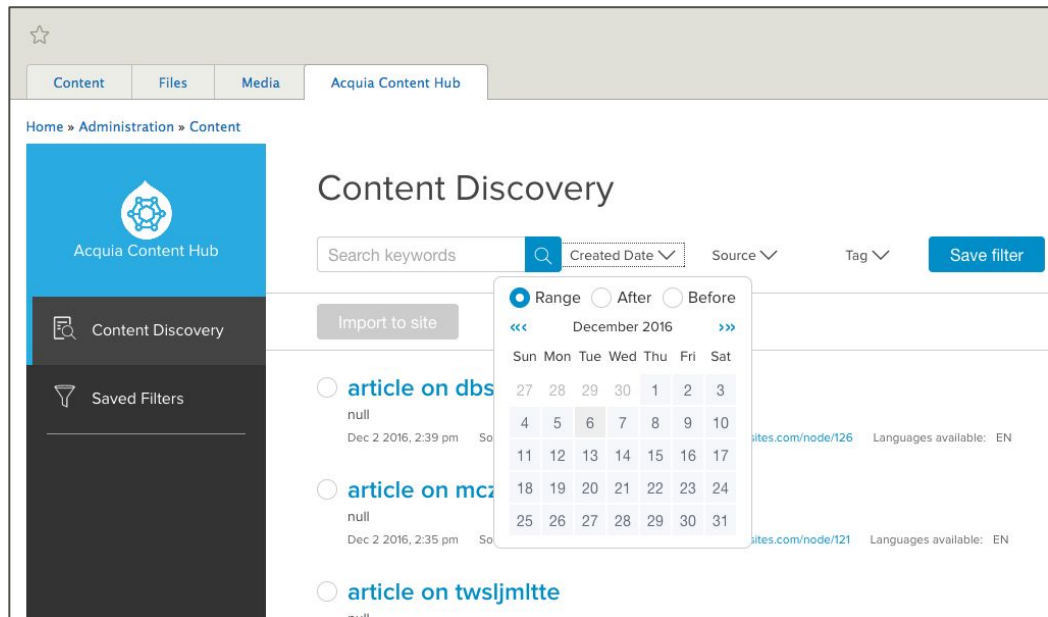 Content Files Media Acquia Content Hub
Home » Administration » Content
Acquia Content Hub
Content Discovery
Saved Filters
Content Discovery
Search keywords Created Date Source Tag Save filter
Import to site
Range After Before
December 2016
Sun Mon Tue Wed Thu Fri Sat
27 28 29 30 1 2 3
4 5 6 7 8 9 10
11 12 13 14 15 16 17
18 19 20 21 22 23 24
25 26 27 28 29 30 31
article on dbs
null
Dec 2 2016, 2:39 pm So ites.com/node/126 Languages available: EN
article on mcz
null
Dec 2 2016, 2:35 pm So sites.com/node/121 Languages available: EN
article on twsljmltte